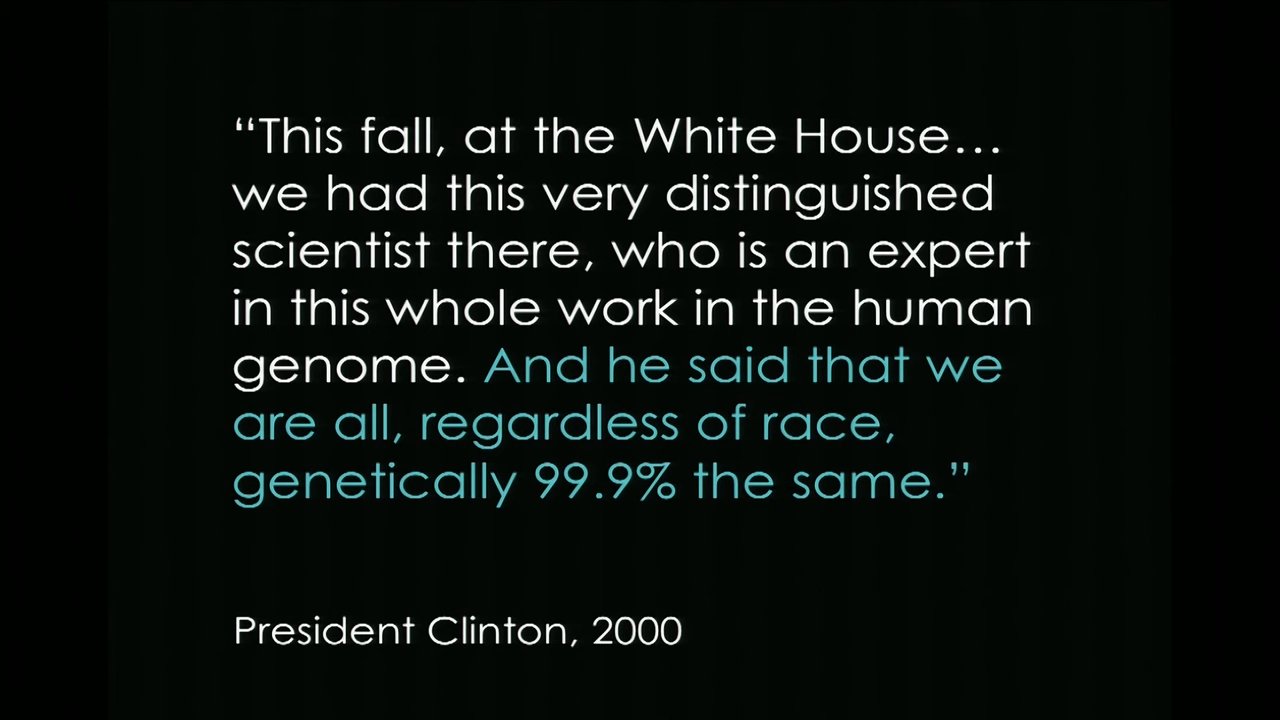 “This fall, at the White House…
we had this very distinguished
scientist there, who is an expert
in this whole work in the human
genome. And he said that we
are all, regardless of race,
genetically 99.9% the same.”
President Clinton, 2000